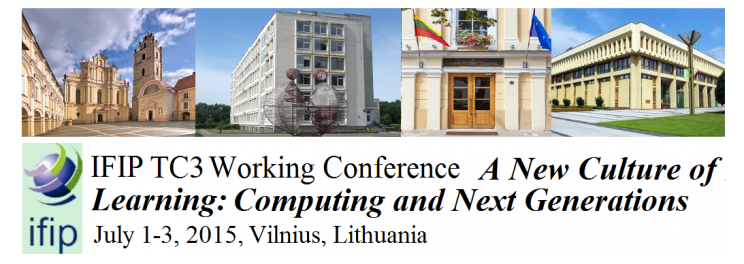 IFIP TC3 Working Conference A New Culture of
Learning: Computing and Next Generations
ifip
July 1-3, 2015, Vilnius, Lithuania